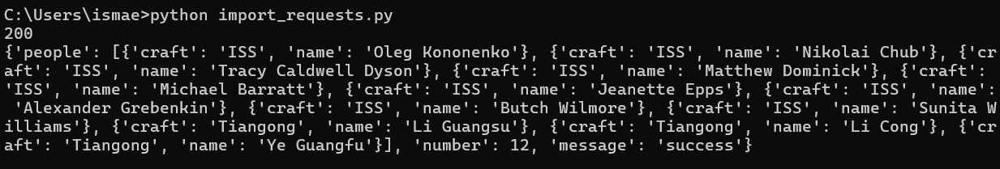 C:\Users\ismae>python import_requests.py
200
{'people': [{'craft': 'ISS', 'name': 'Oleg Kononenko'}, {'craft': 'ISS', 'name': 'Nikolai Chub'}, {'cr
aft': 'ISS', 'name': 'Tracy Caldwell Dyson'}, {'craft': 'ISS', 'name': 'Matthew Dominick'}, {'craft':
'ISS', 'name': 'Michael Barratt'}, {'craft': 'ISS', 'name': 'Jeanette Epps'}, {'craft': 'ISS', 'name':
 'Alexander Grebenkin'}, {'craft': 'ISS', 'name': 'Butch Wilmore'}, {'craft': 'ISS', 'name': 'Sunita W
illiams'}, {'craft': 'Tiangong', 'name': 'Li Guangsu'}, {'craft': 'Tiangong', 'name': 'Li Cong'}, {'cr
aft': 'Tiangong', 'name': 'Ye Guangfu'}], 'number': 12, 'message': 'success'}